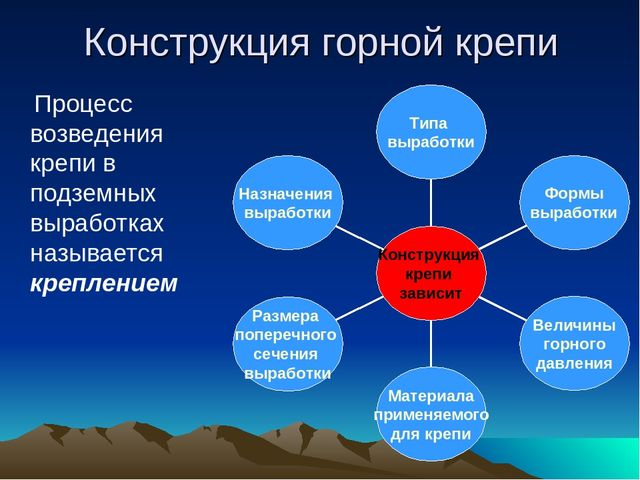 Конструкция горной крепи
Процесс
возведения
крепи в
подземных
выработках
называется
креплением
Типа
выработки
Формы
выработки
Величины
горного
давления
Материала
применяемого
для крепи
Размера
поперечного
сечения
выработки
Назначения
выработки
Конструкция
крепи
зависит